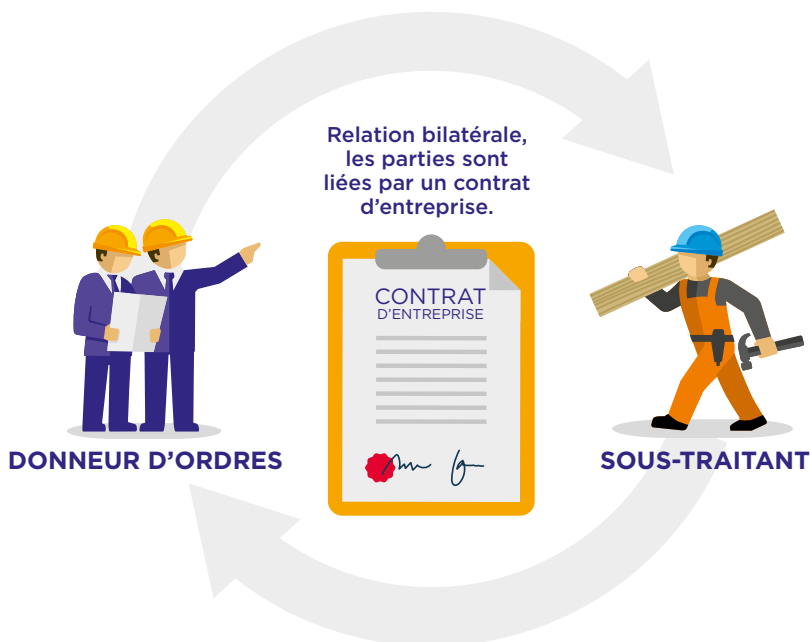 Relation bilatérale,
les parties sont
liées par un contrat
d’entreprise.
CONTRAT
D’ENTREPRISE
DONNEUR D’ORDRES
SOUS-TRAITANT